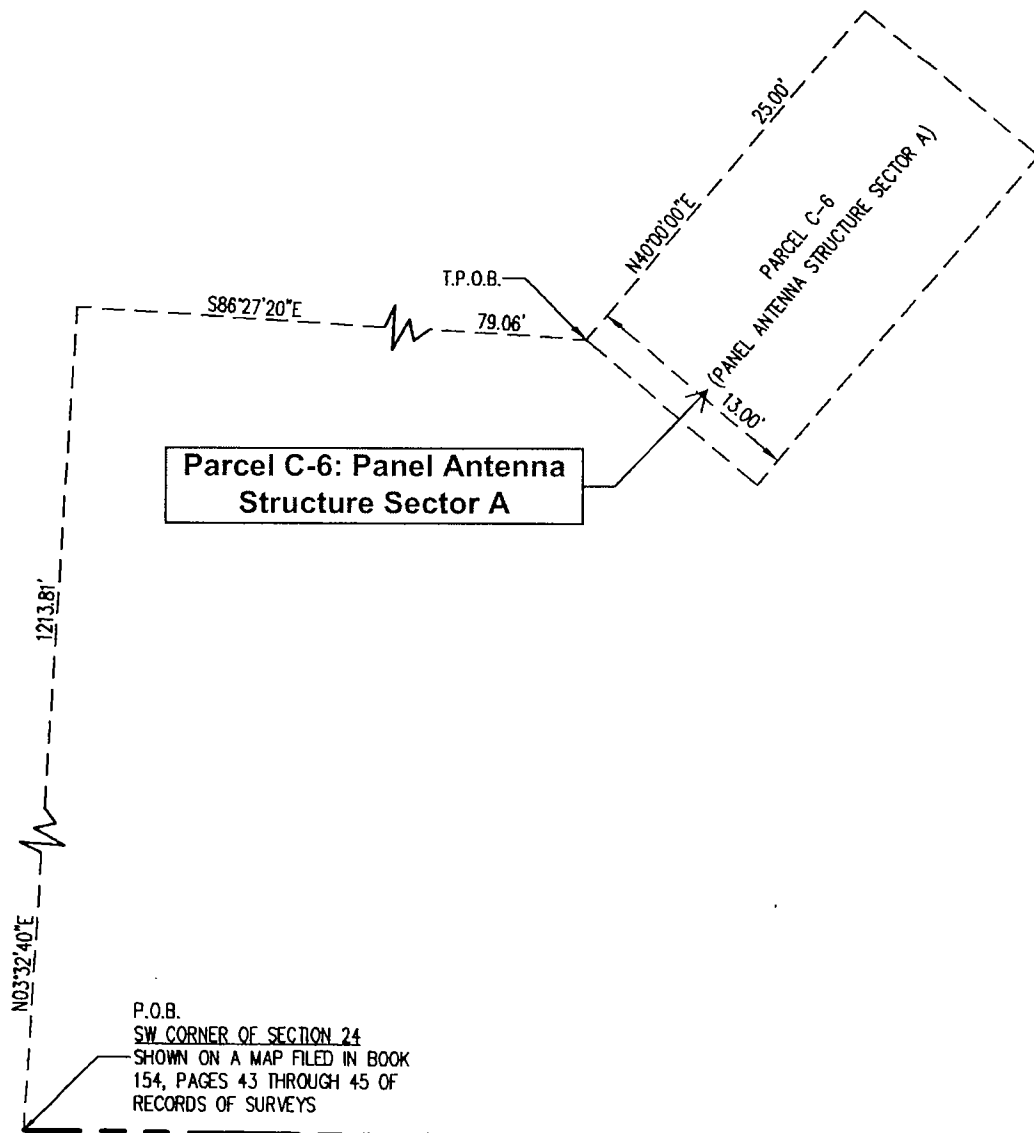 25.00'
N40°00'00"E
PARCEL C-6
(PANEL ANTENNA STRUCTURE SECTOR A)
T.P.O.B.
S86°27'20"E
79.06'
13.00'
Parcel C-6: Panel Antenna
Structure Sector A
1213.81'
N03°32'40"E
P.O.B.
SW CORNER OF SECTION 24
SHOWN ON A MAP FILED IN BOOK
154, PAGES 43 THROUGH 45 OF
RECORDS OF SURVEYS